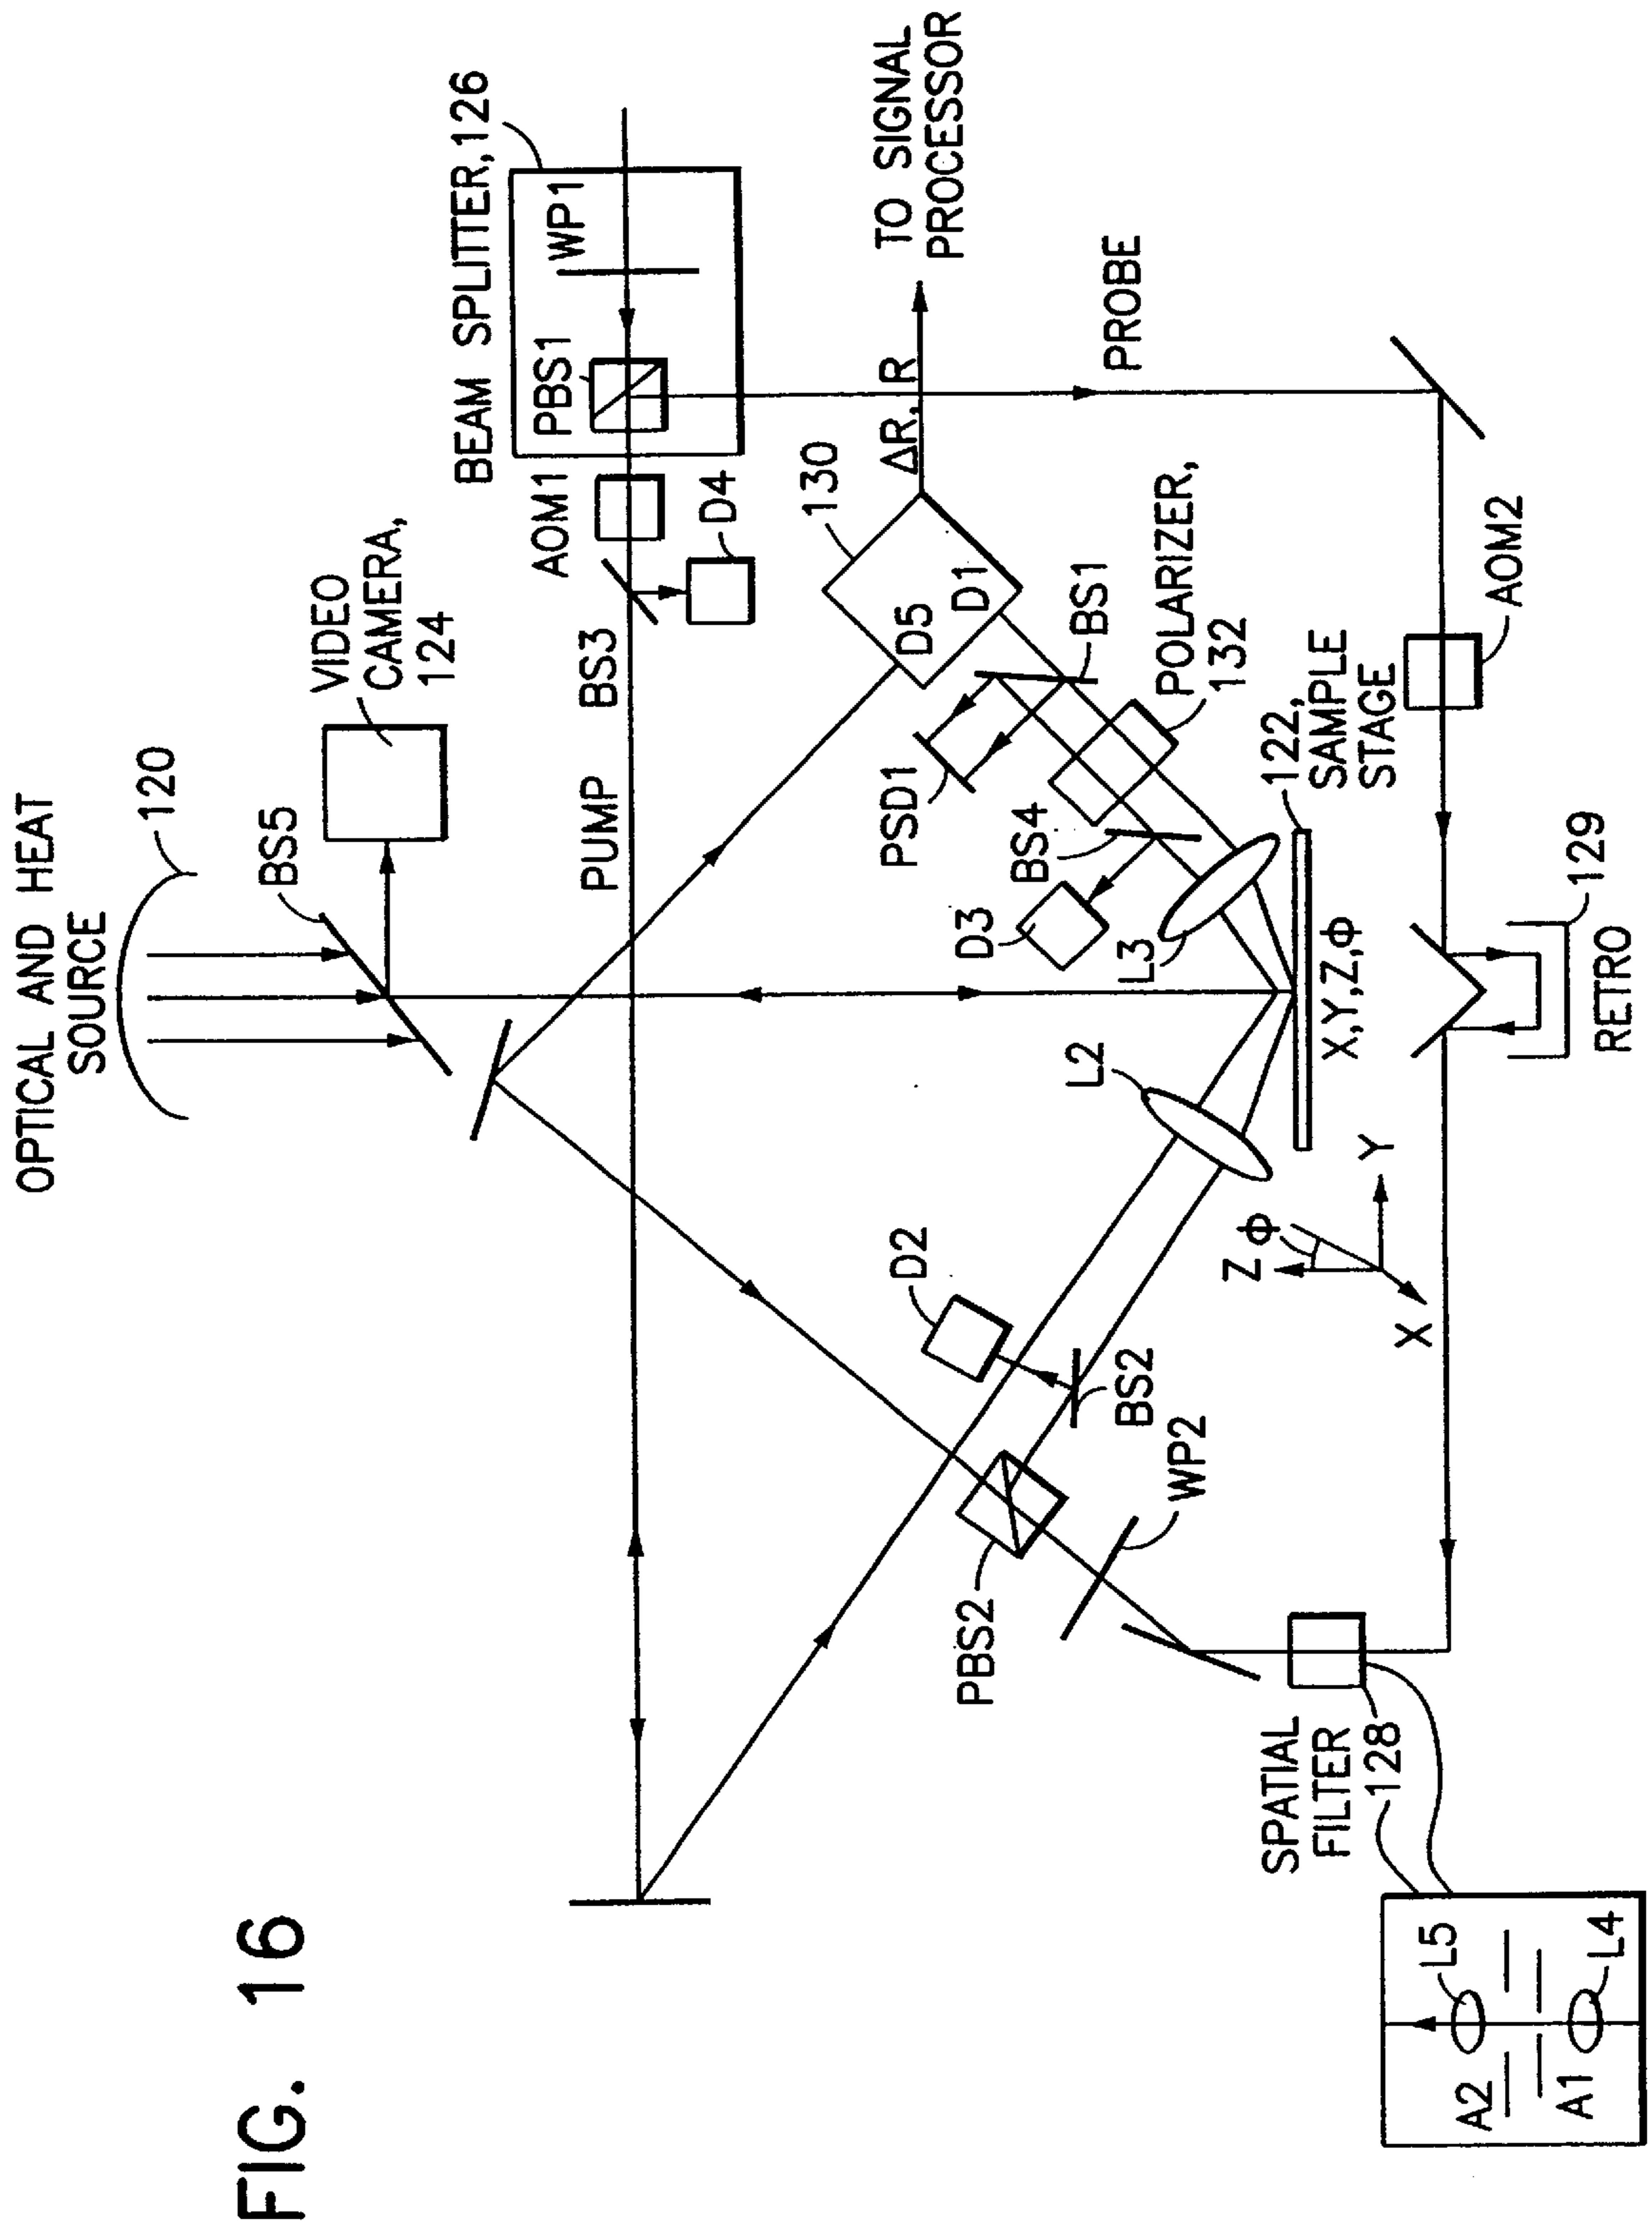 FIG. 16
OPTICAL AND HEAT
SOURCE
120
BS5
VIDEO
CAMERA,
124
BEAM SPLITTER,126
PBS1
WP1
AOM1
D4
BS3
PUMP
130
ΔR, R
TO SIGNAL
PROCESSOR
D5
D1
PROBE
BS1
PSD1
POLARIZER,
132
BS4
D3
L3
L2
122,
SAMPLE
STAGE
X,Y,Z,Φ
AOM2
D2
BS2
PBS2
WP2
Z
Φ
Y
X
129
RETRO
SPATIAL
FILTER
128
L5
A2
A1
L4